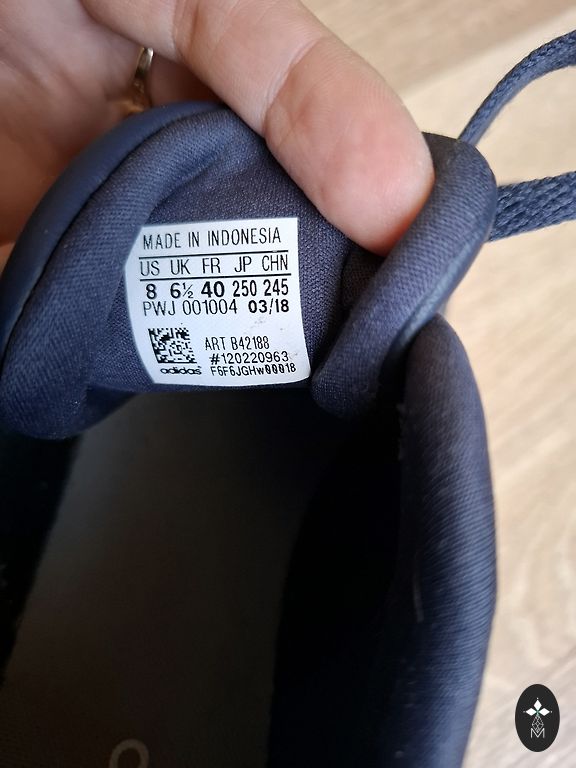 MADE IN INDONESIA
US UK FR JP CHN
8 6½ 40 250 245
PWJ 001004 03/18
ART B42188
#120220963
adidas F6F6JGHw00018
M